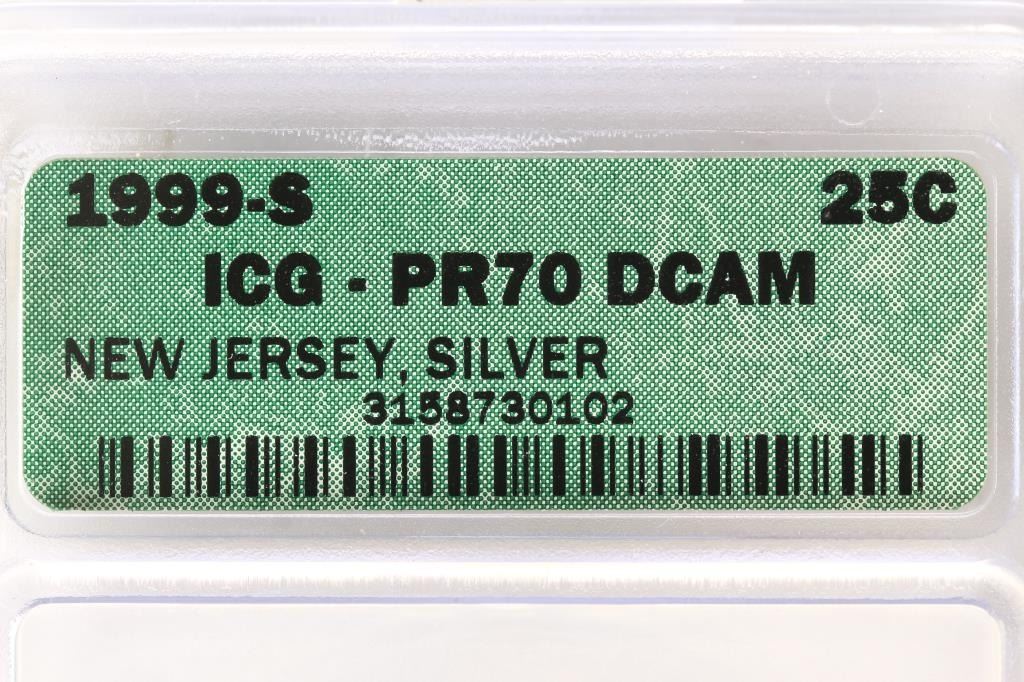 1999-S 25C
ICG - PR70 DCAM
NEW JERSEY, SILVER
3158730102